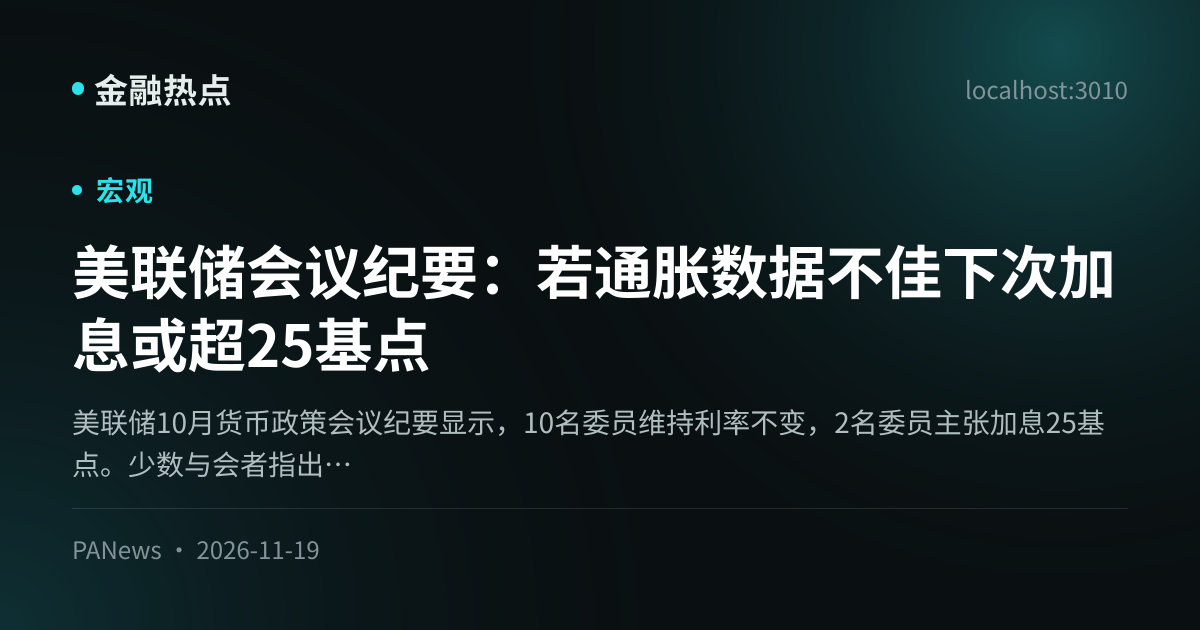 金融热点
localhost:3010
宏观
美联储会议纪要：若通胀数据不佳下次加
息或超25基点
美联储10月货币政策会议纪要显示，10名委员维持利率不变，2名委员主张加息25基
点。少数与会者指出…
PANews • 2026-11-19